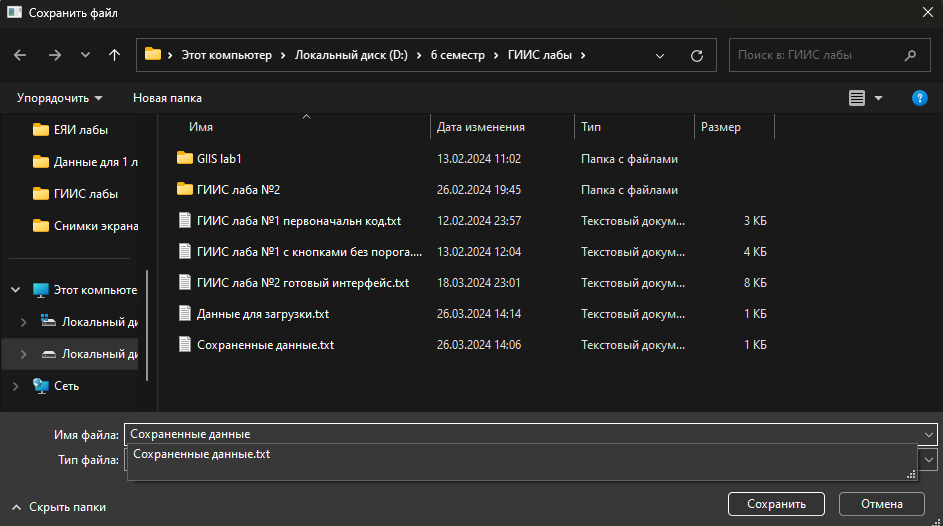 Сохранить файл
Этот компьютер › Локальный диск (D:) › 6 семестр › ГИИС лабы ›
Поиск в: ГИИС лабы
Упорядочить
Новая папка
Имя
Дата изменения
Тип
Размер
ЕЯИ лабы
Данные для 1 л
ГИИС лабы
Снимки экрана
Этот компьюте
Локальный ди
Локальный ди
Сеть
GIIS lab1 13.02.2024 11:02 Папка с файлами
ГИИС лаба №2 26.02.2024 19:45 Папка с файлами
ГИИС лаба №1 первоначальн код.txt 12.02.2024 23:57 Текстовый докум... 3 КБ
ГИИС лаба №1 с кнопками без порога.... 13.02.2024 12:04 Текстовый докум... 4 КБ
ГИИС лаба №2 готовый интерфейс.txt 18.03.2024 23:01 Текстовый докум... 8 КБ
Данные для загрузки.txt 26.03.2024 14:14 Текстовый докум... 1 КБ
Сохраненные данные.txt 26.03.2024 14:06 Текстовый докум... 1 КБ
Имя файла: Сохраненные данные
Сохраненные данные.txt
Тип файла:
Скрыть папки
Сохранить
Отмена